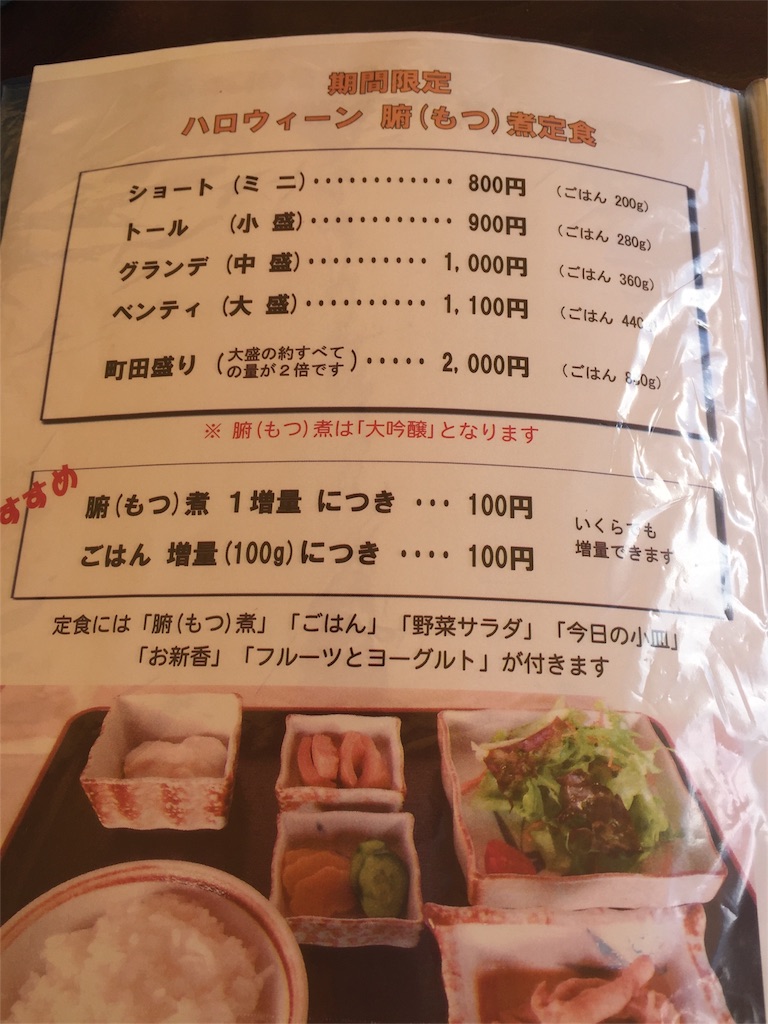 期間限定
ハロウィーン 腑(もつ)煮定食
ショート (ミ ニ)············ 800円 (ごはん 200g)
トール (小 盛)············ 900円 (ごはん 280g)
グランデ (中 盛)·········· 1,000円 (ごはん 360g)
ベンティ (大 盛)·········· 1,100円 (ごはん 440g)
町田盛り (大盛の約すべて
の量が2倍です)····· 2,000円 (ごはん
※ 腑(もつ)煮は「大吟醸」となります
すすめ
腑(もつ)煮 1増量 につき ··· 100円
ごはん 増量(100g)につき ···· 100円
いくらでも
増量できます
定食には「腑(もつ)煮」「ごはん」「野菜サラダ」「今日の小皿」
「お新香」「フルーツとヨーグルト」が付きます